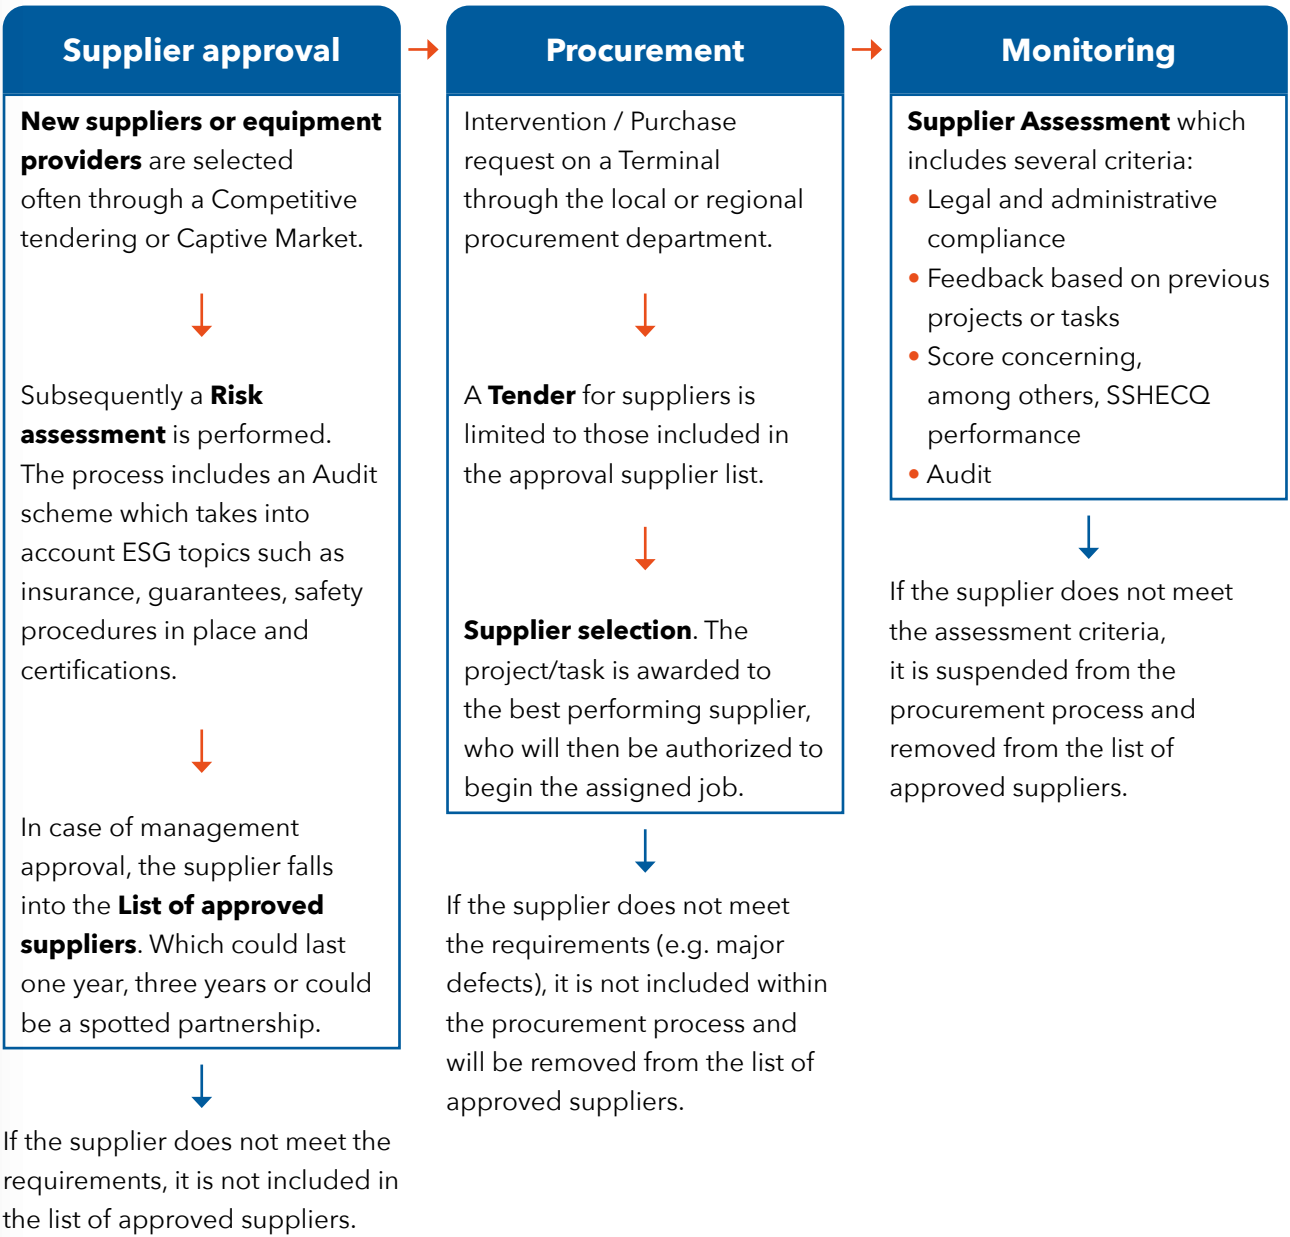 Supplier approval
New suppliers or equipment
providers are selected
often through a Competitive
tendering or Captive Market.
Subsequently a Risk
assessment is performed.
The process includes an Audit
scheme which takes into
account ESG topics such as
insurance, guarantees, safety
procedures in place and
certifications.
In case of management
approval, the supplier falls
into the List of approved
suppliers. Which could last
one year, three years or could
be a spotted partnership.
If the supplier does not meet the
requirements, it is not included in
the list of approved suppliers.
Procurement
Intervention / Purchase
request on a Terminal
through the local or regional
procurement department.
A Tender for suppliers is
limited to those included in
the approval supplier list.
Supplier selection. The
project/task is awarded to
the best performing supplier,
who will then be authorized to
begin the assigned job.
If the supplier does not meet
the requirements (e.g. major
defects), it is not included within
the procurement process and
will be removed from the list of
approved suppliers.
Monitoring
Supplier Assessment which
includes several criteria:
• Legal and administrative
compliance
• Feedback based on previous
projects or tasks
• Score concerning,
among others, SSHECQ
performance
• Audit
If the supplier does not meet
the assessment criteria,
it is suspended from the
procurement process and
removed from the list of
approved suppliers.